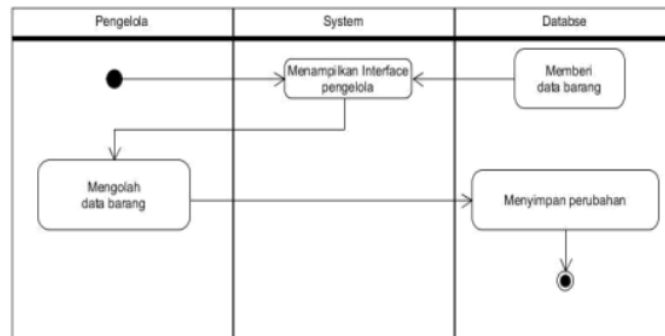 Pengelola
System
Databse
Menampilkan Interface
pengelola
Memberi
data barang
Mengolah
data barang
Menyimpan perubahan